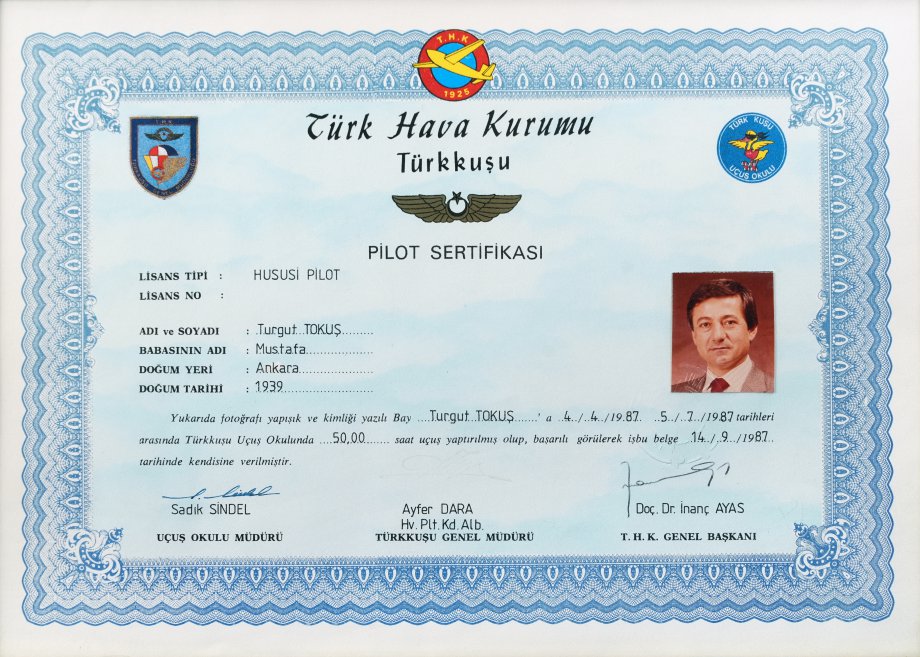 T.H.K
1925
Türk Hava Kurumu
Türkkuşu
T.H.K.
TÜRK KUŞU
UÇUŞ OKULU
PİLOT SERTİFİKASI
LİSANS TİPİ : HUSUSİ PİLOT
LİSANS NO :
ADI ve SOYADI : Turgut TOKUŞ
BABASININ ADI : Mustafa
DOĞUM YERİ : Ankara
DOĞUM TARİHİ : 1939
Yukarıda fotoğrafı yapışık ve kimliği yazılı Bay ....Turgut TOKUŞ......' a ..4../..4./19.87. ..5../..7../19.87 tarihleri
arasında Türkkuşu Uçuş Okulunda ....50,00....... saat uçuş yaptırılmış olup, başarılı görülerek işbu belge ..14../..9../1987..
tarihinde kendisine verilmiştir.
Sadık SİNDEL
UÇUŞ OKULU MÜDÜRÜ
Ayfer DARA
Hv. Plt.Kd.Alb.
TÜRKKUŞU GENEL MÜDÜRÜ
Doç. Dr. İnanç AYAS
T. H. K. GENEL BAŞKANI